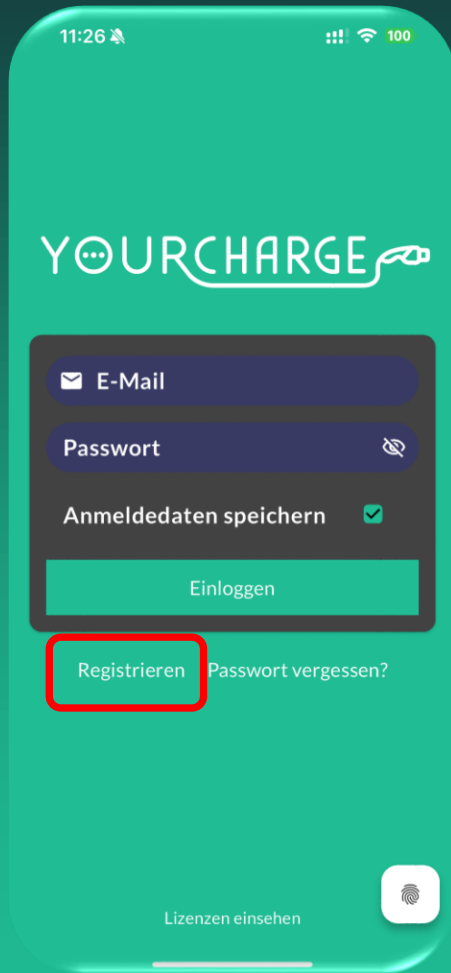 11:26
100
YOURCHARGE
E-Mail
Passwort
Anmeldedaten speichern
Einloggen
Registrieren Passwort vergessen?
Lizenzen einsehen